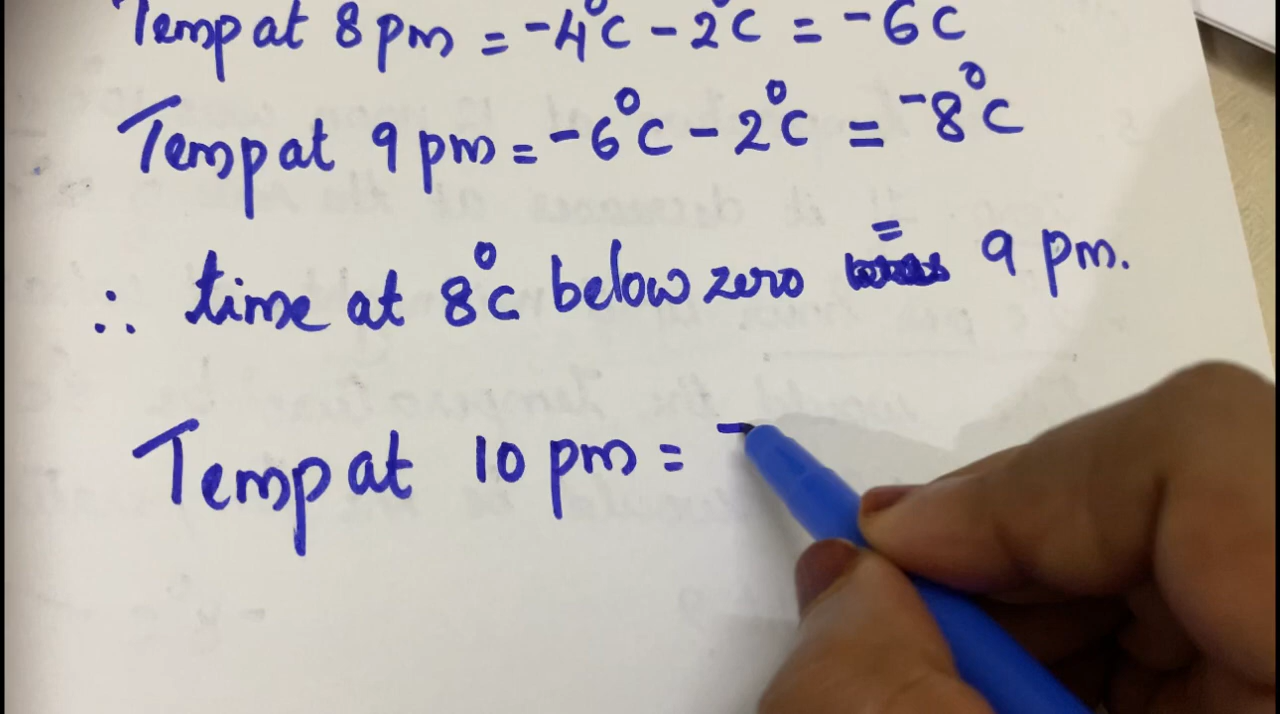 Temp at 8 pm = -4°C - 2°C = -6C
Temp at 9 pm = -6°C - 2°C = -8°C
∴ time at 8°C below zero = 9 pm.
Temp at 10 pm = -